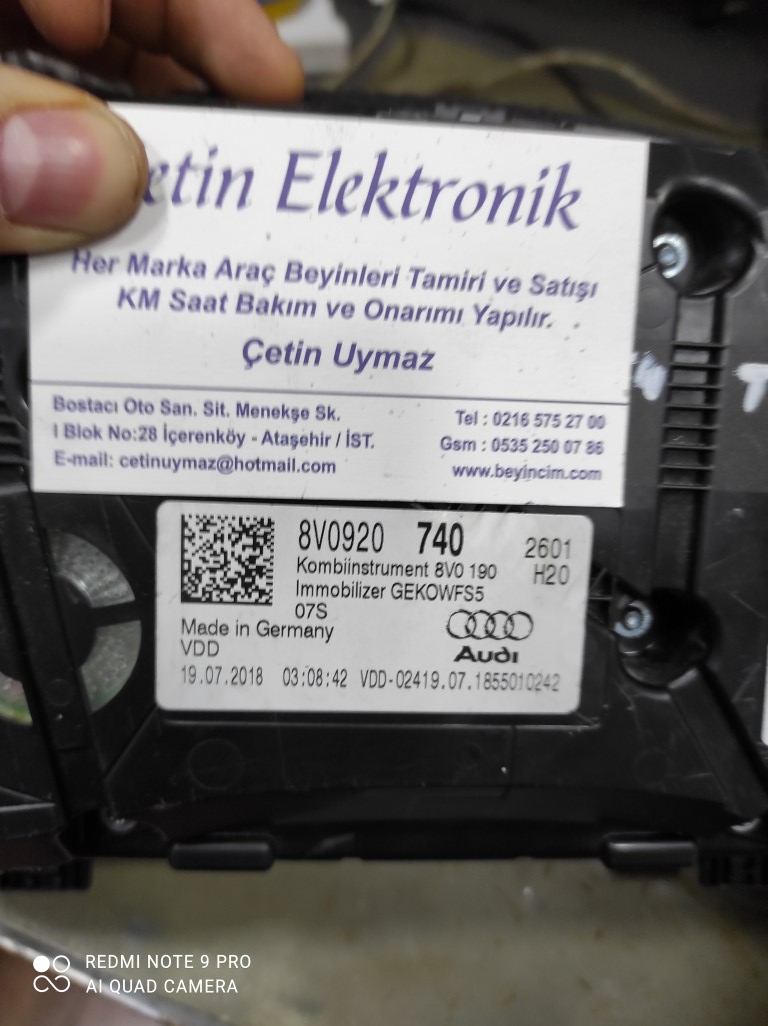 etin Elektronik
Her Marka Araç Beyinleri Tamiri ve Satışı
KM Saat Bakım ve Onarımı Yapılır.
Çetin Uymaz
Bostacı Oto San. Sit. Menekşe Sk.
I Blok No:28 İçerenköy - Ataşehir / İST.
E-mail: cetinuymaz@hotmail.com
Tel : 0216 575 27 00
Gsm : 0535 250 07 86
www.beyincim.com
8V0920 740 2601
Kombiinstrument 8V0 190 H20
Immobilizer GEKOWFS5
07S
Made in Germany
VDD
Audi
19.07.2018 03:08:42 VDD-02419.07.1855010242
REDMI NOTE 9 PRO
AI QUAD CAMERA